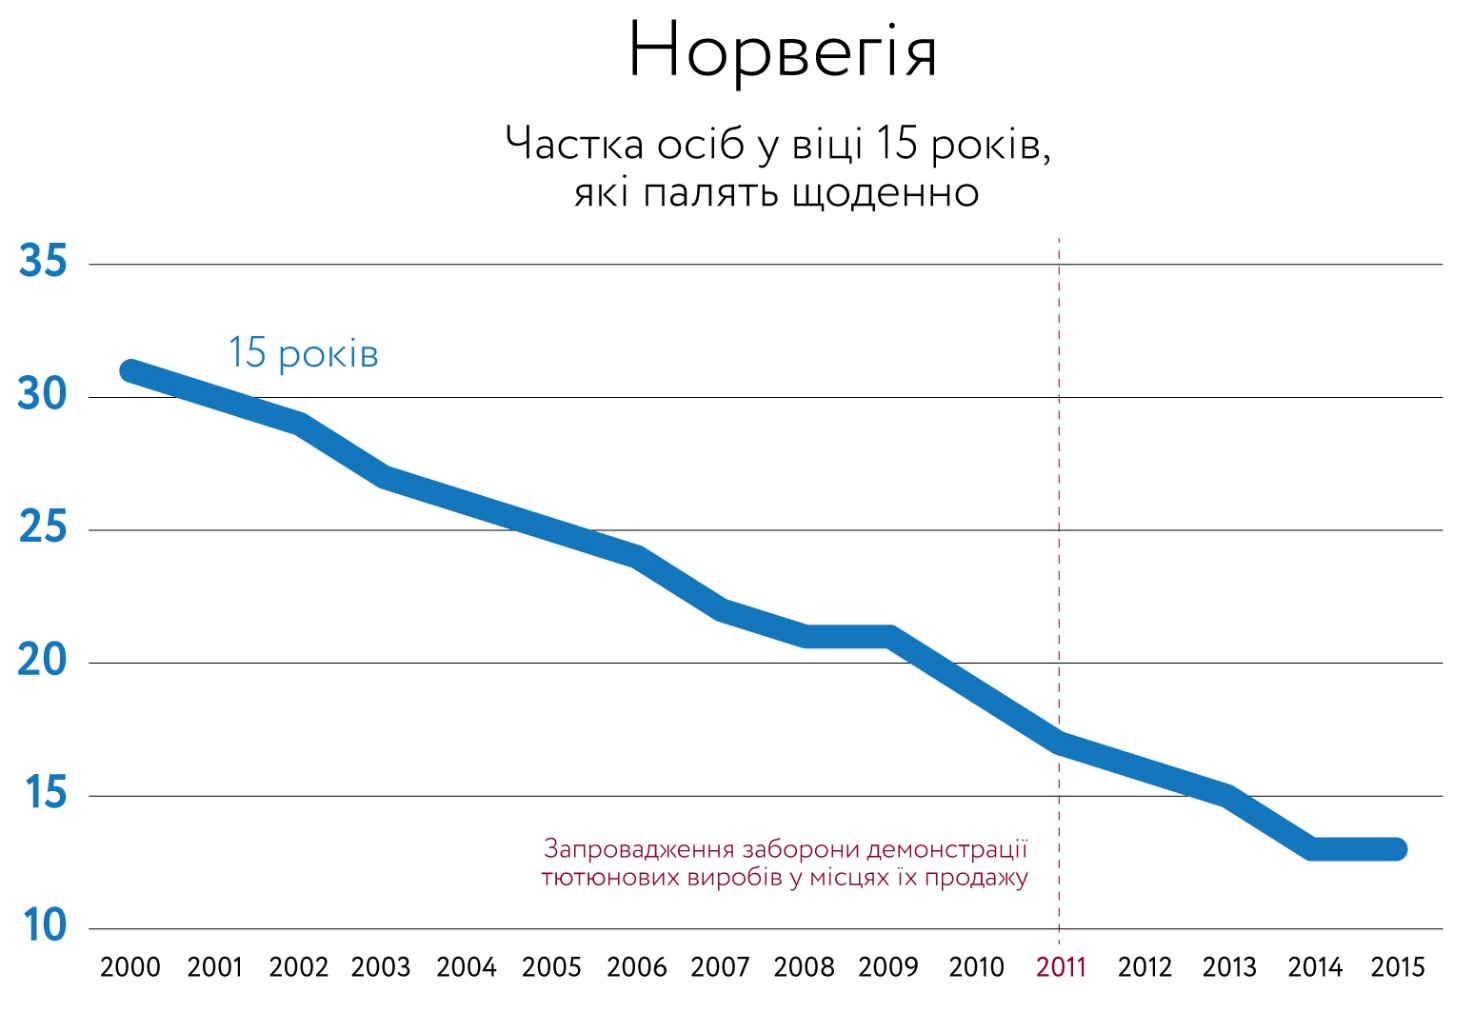 Норвегія
Частка осіб у віці 15 років,
які палять щоденно
35
15 років
30
25
20
15
Запровадження заборони демонстрації
тютюнових виробів у місцях їх продажу
10
2000 2001 2002 2003 2004 2005 2006 2007 2008 2009 2010 2011 2012 2013 2014 2015